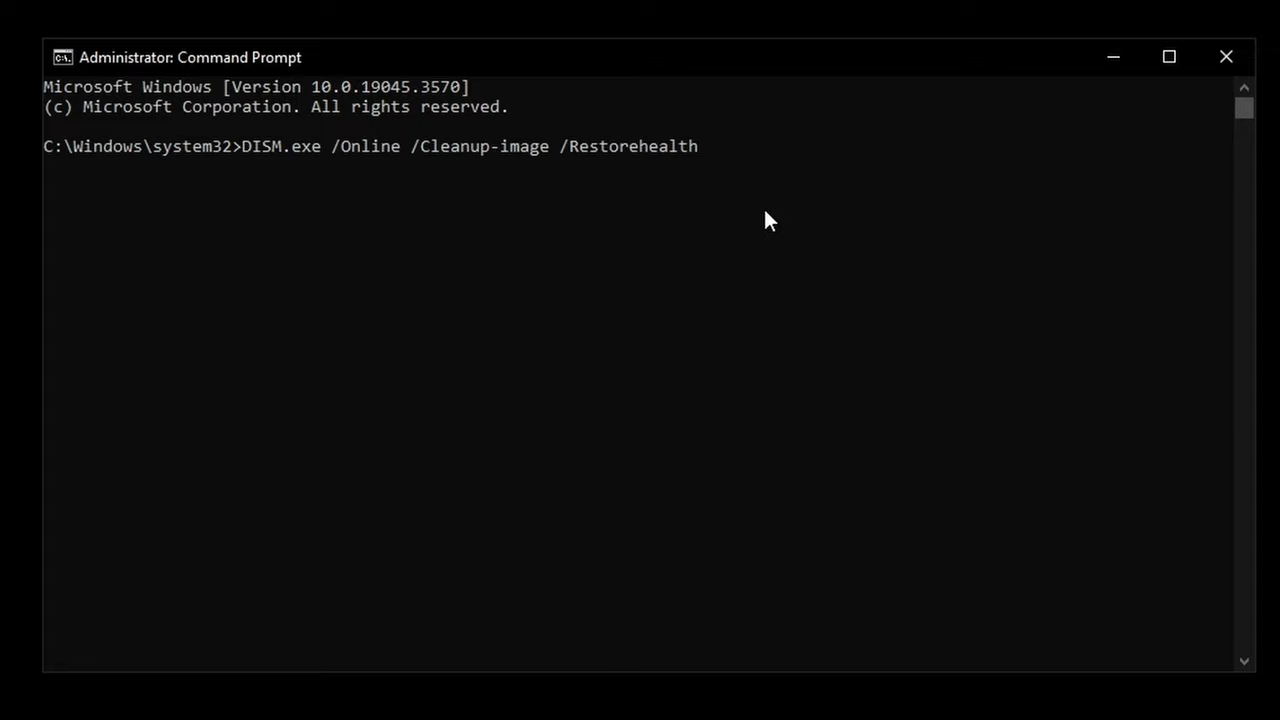 Administrator: Command Prompt
Microsoft Windows [Version 10.0.19045.3570]
(c) Microsoft Corporation. All rights reserved.
C:\Windows\system32>DISM.exe /Online /Cleanup-image /Restorehealth